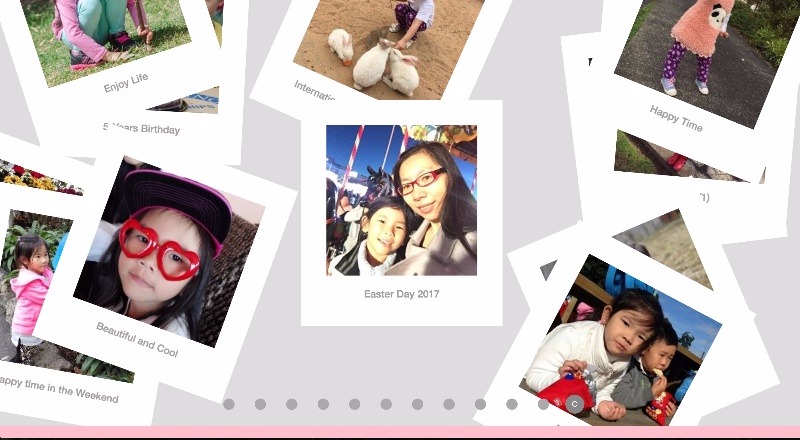 Enjoy Life
Internatio
Happy Time
5 Years Birthday
'1)
Easter Day 2017
Beautiful and Cool
appy time in the Weekend
C